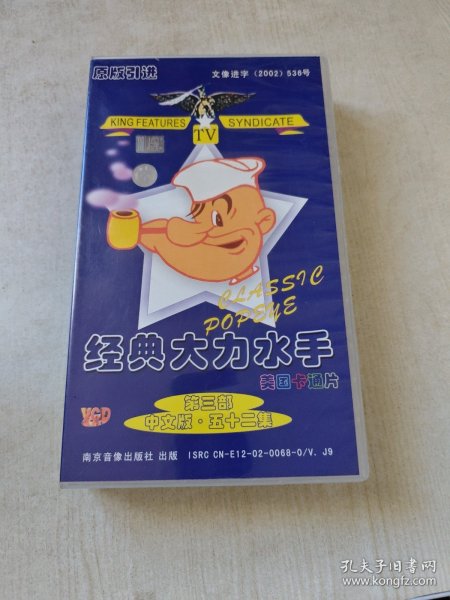 原版引进
文像进字（2002）538号
KING FEATURES
SYNDICATE
TV
CLASSIC
POPEYE
经典大力水手
美国卡通片
第三部
中文版·五十二集
南京音像出版社 出版 ISRC CN-E12-02-0068-0/V. J9
孔夫子旧书网
www.kongfz.com